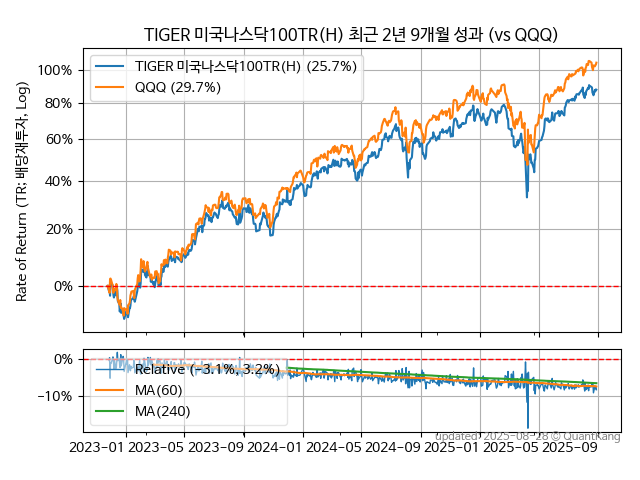 TIGER 미국나스닥100TR(H) 최근 2년 9개월 성과 (vs QQQ)
TIGER 미국나스닥100TR(H) (25.7%)
QQQ (29.7%)
100%
80%
60%
40%
20%
0%
Rate of Return (TR: 배당재투자, Log)
0%
−10%
Relative (−3.1%, 3.2%)
MA(60)
MA(240)
updated: 2025-08-28 © QuantKang
2023−01 2023−05 2023−09 2024−01 2024−05 2024−09 2025−01 2025−05 2025−09